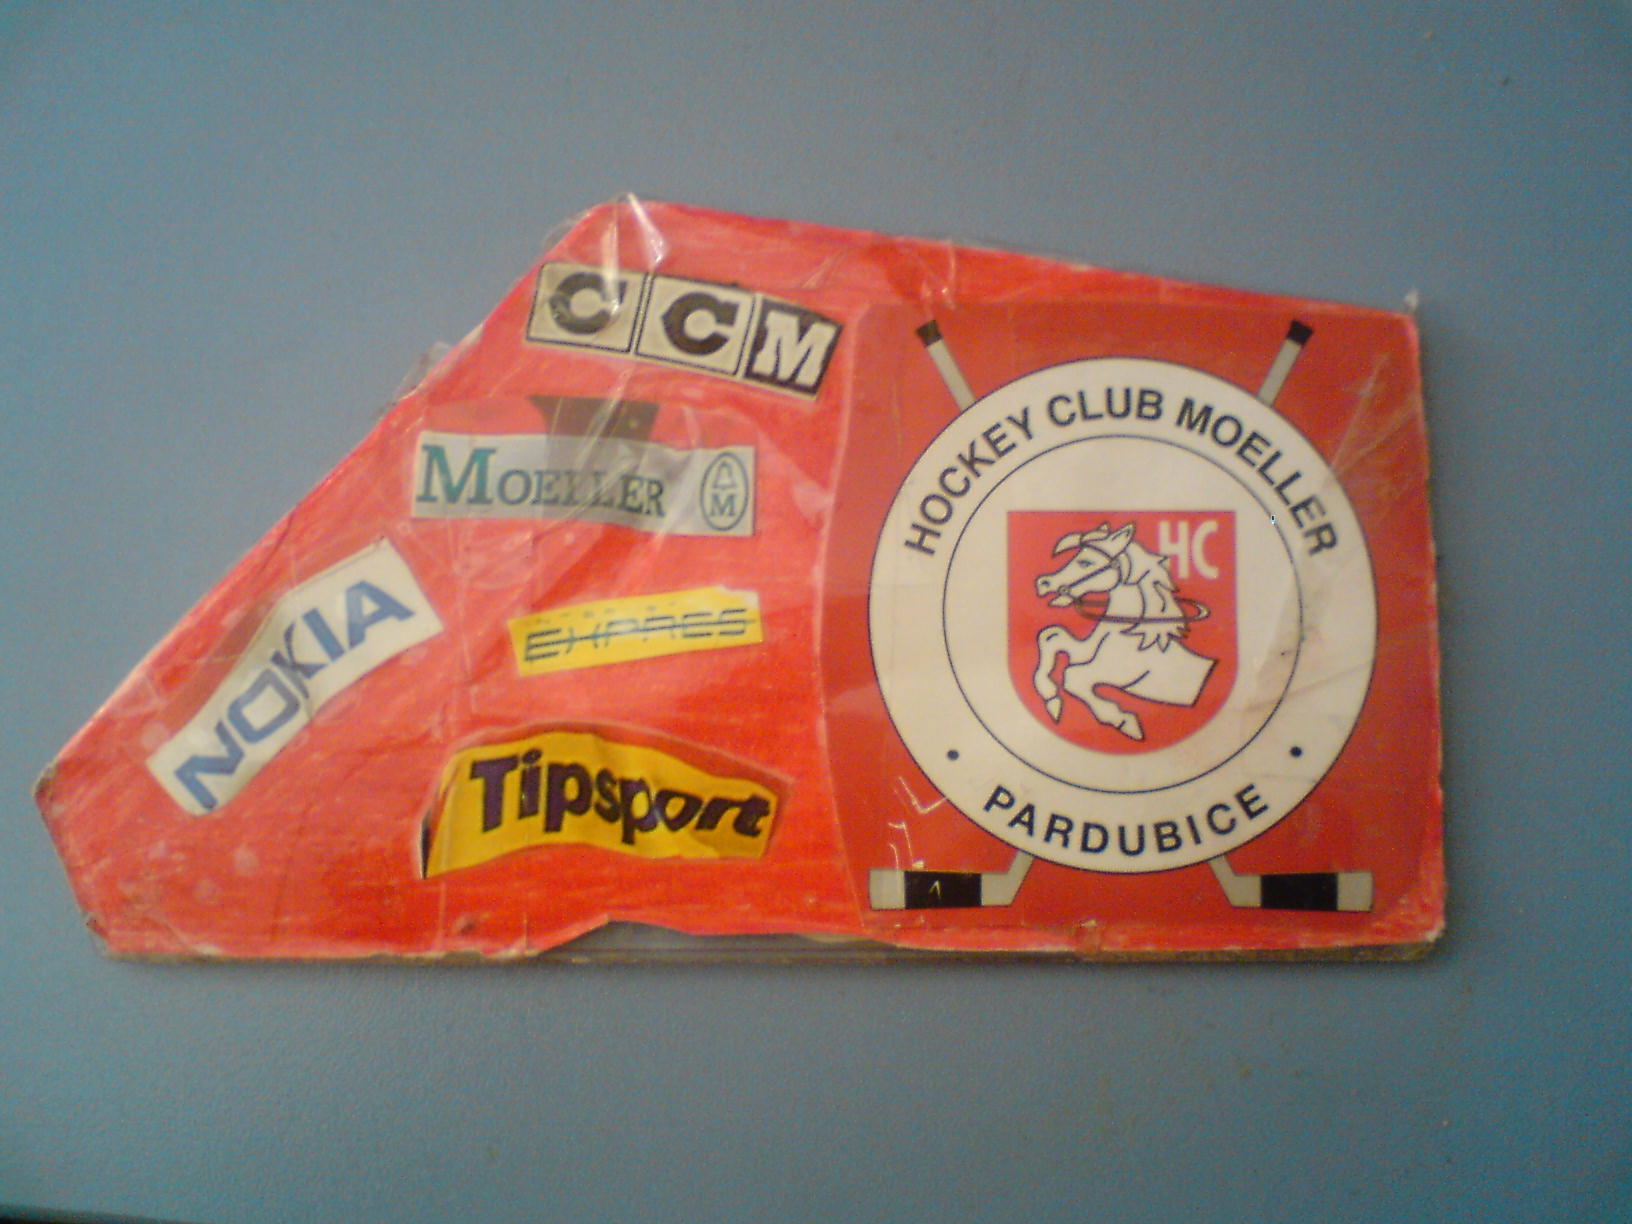 CCM
MOELLER
M
NOKIA
EXPRES
Tipsport
HOCKEY CLUB MOELLER
HC
PARDUBICE